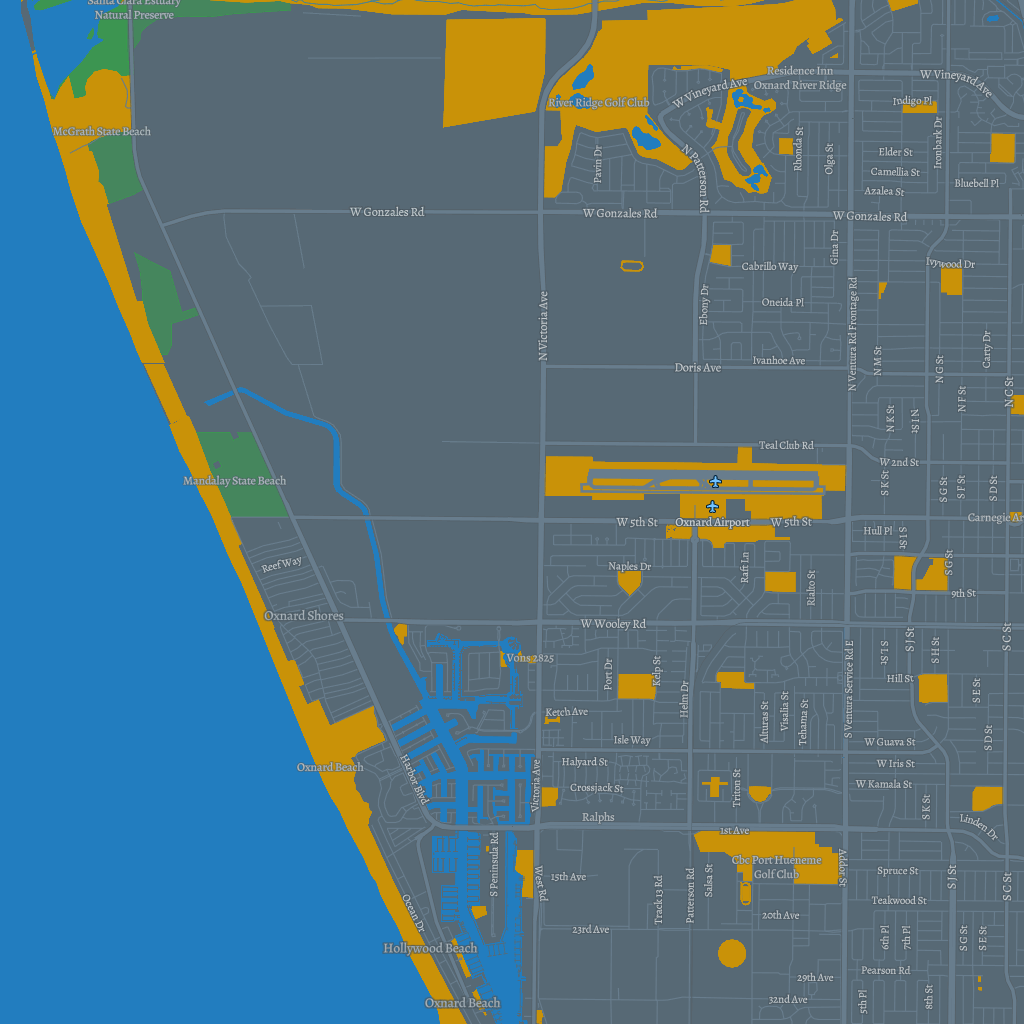 Santa Clara Estuary
Natural Preserve
McGrath State Beach
Residence Inn
Oxnard River Ridge
W Vineyard Ave
W Vineyard Ave
River Ridge Golf Club
Indigo Pl
Ironbark Dr
Pavin Dr
N Patterson Rd
Rhonda St
Olga St
Elder St
Camellia St
Azalea St
Bluebell Pl
W Gonzales Rd
W Gonzales Rd
W Gonzales Rd
Gina Dr
Cabrillo Way
Ivywood Dr
Ebony Dr
Oneida Pl
N Victoria Ave
N Ventura Rd Frontage Rd
Ivanhoe Ave
Doris Ave
N M St
N G St
Carty Dr
N K St
N I St
N F St
N C St
Teal Club Rd
W 2nd St
S K St
S G St
S F St
S D St
Mandalay State Beach
W 5th St
Oxnard Airport
W 5th St
Carnegie Ar
Hull Pl
S I St
S G St
Reef Way
Naples Dr
Raft Ln
Rialto St
9th St
Oxnard Shores
W Wooley Rd
S J St
S H St
S L St
S C St
Vons 2825
Port Dr
Kelp St
Helm Dr
Hill St
S E St
Ketch Ave
Alturas St
Visalia St
Tehama St
S Ventura Service Rd E
S D St
Isle Way
W Guava St
Oxnard Beach
Harbor Blvd
Victoria Ave
Halyard St
W Iris St
Crossjack St
Triton St
W Kamala St
S K St
Ralphs
1st Ave
Linden Dr
S Peninsula Rd
West Rd
15th Ave
Track 13 Rd
Patterson Rd
Salsa St
Cbc Port Hueneme
Golf Club
Addor St
Spruce St
S J St
S C St
Teakwood St
Ocean Dr
20th Ave
23rd Ave
6th Pl
7th Pl
S G St
S E St
Hollywood Beach
Pearson Rd
29th Ave
Oxnard Beach
32nd Ave
5th Pl
8th St